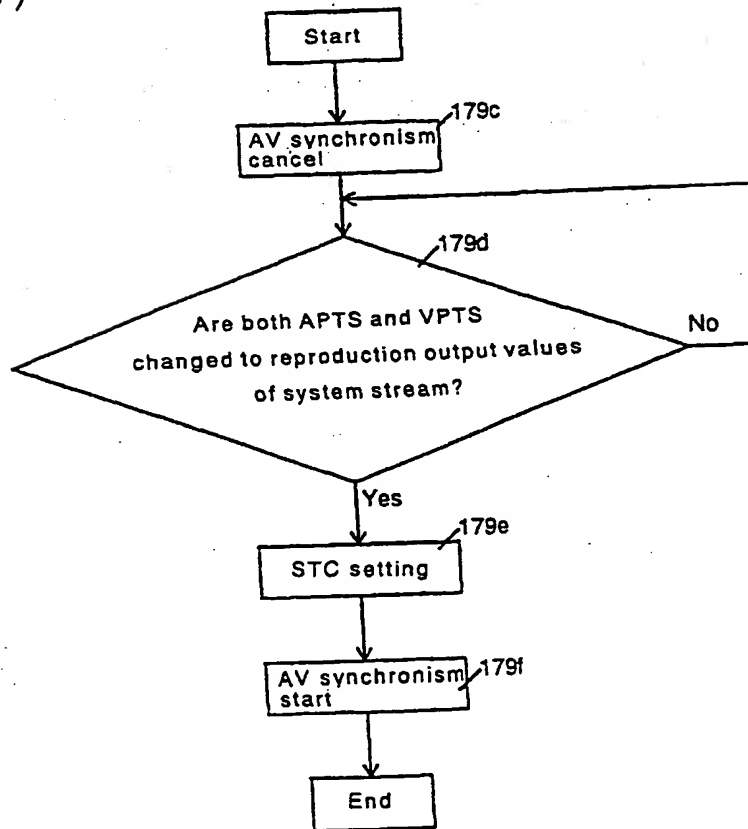 Start
179c
AV synchronism
cancel
179d
Are both APTS and VPTS
changed to reproduction output values
of system stream?
No
Yes
179e
STC setting
179f
AV synchronism
start
End